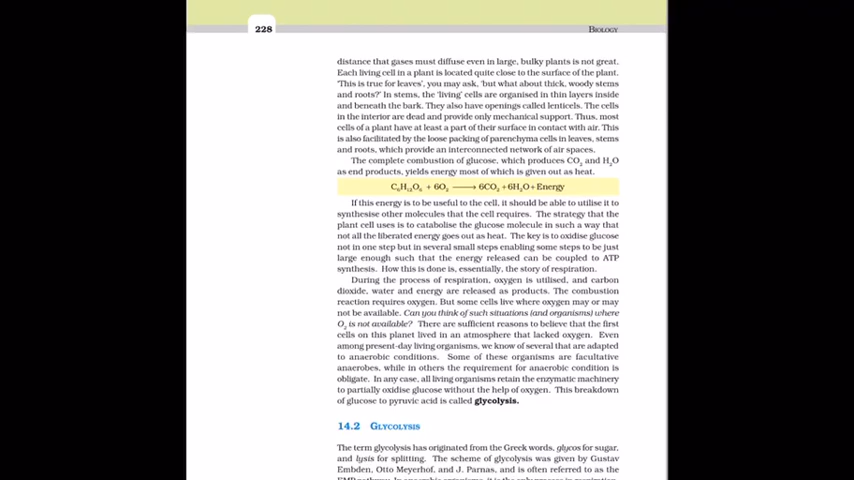 228
BIOLOGY
distance that gases must diffuse even in large, bulky plants is not great.
Each living cell in a plant is located quite close to the surface of the plant.
‘This is true for leaves’, you may ask, ‘but what about thick, woody stems
and roots?’ In stems, the ‘living’ cells are organised in thin layers inside
and beneath the bark. They also have openings called lenticels. The cells
in the interior are dead and provide only mechanical support. Thus, most
cells of a plant have at least a part of their surface in contact with air. This
is also facilitated by the loose packing of parenchyma cells in leaves, stems
and roots, which provide an interconnected network of air spaces.
The complete combustion of glucose, which produces CO₂ and H₂O
as end products, yields energy most of which is given out as heat.
C₆H₁₂O₆ + 6O₂ ⟶ 6CO₂ + 6H₂O + Energy
If this energy is to be useful to the cell, it should be able to utilise it to
synthesise other molecules that the cell requires. The strategy that the
plant cell uses is to catabolise the glucose molecule in such a way that
not all the liberated energy goes out as heat. The key is to oxidise glucose
not in one step but in several small steps enabling some steps to be just
large enough such that the energy released can be coupled to ATP
synthesis. How this is done is, essentially, the story of respiration.
During the process of respiration, oxygen is utilised, and carbon
dioxide, water and energy are released as products. The combustion
reaction requires oxygen. But some cells live where oxygen may or may
not be available. Can you think of such situations (and organisms) where
O₂ is not available? There are sufficient reasons to believe that the first
cells on this planet lived in an atmosphere that lacked oxygen. Even
among present-day living organisms, we know of several that are adapted
to anaerobic conditions. Some of these organisms are facultative
anaerobes, while in others the requirement for anaerobic condition is
obligate. In any case, all living organisms retain the enzymatic machinery
to partially oxidise glucose without the help of oxygen. This breakdown
of glucose to pyruvic acid is called glycolysis.
14.2 GLYCOLYSIS
The term glycolysis has originated from the Greek words, glycos for sugar,
and lysis for splitting. The scheme of glycolysis was given by Gustav
Embden, Otto Meyerhof, and J. Parnas, and is often referred to as the